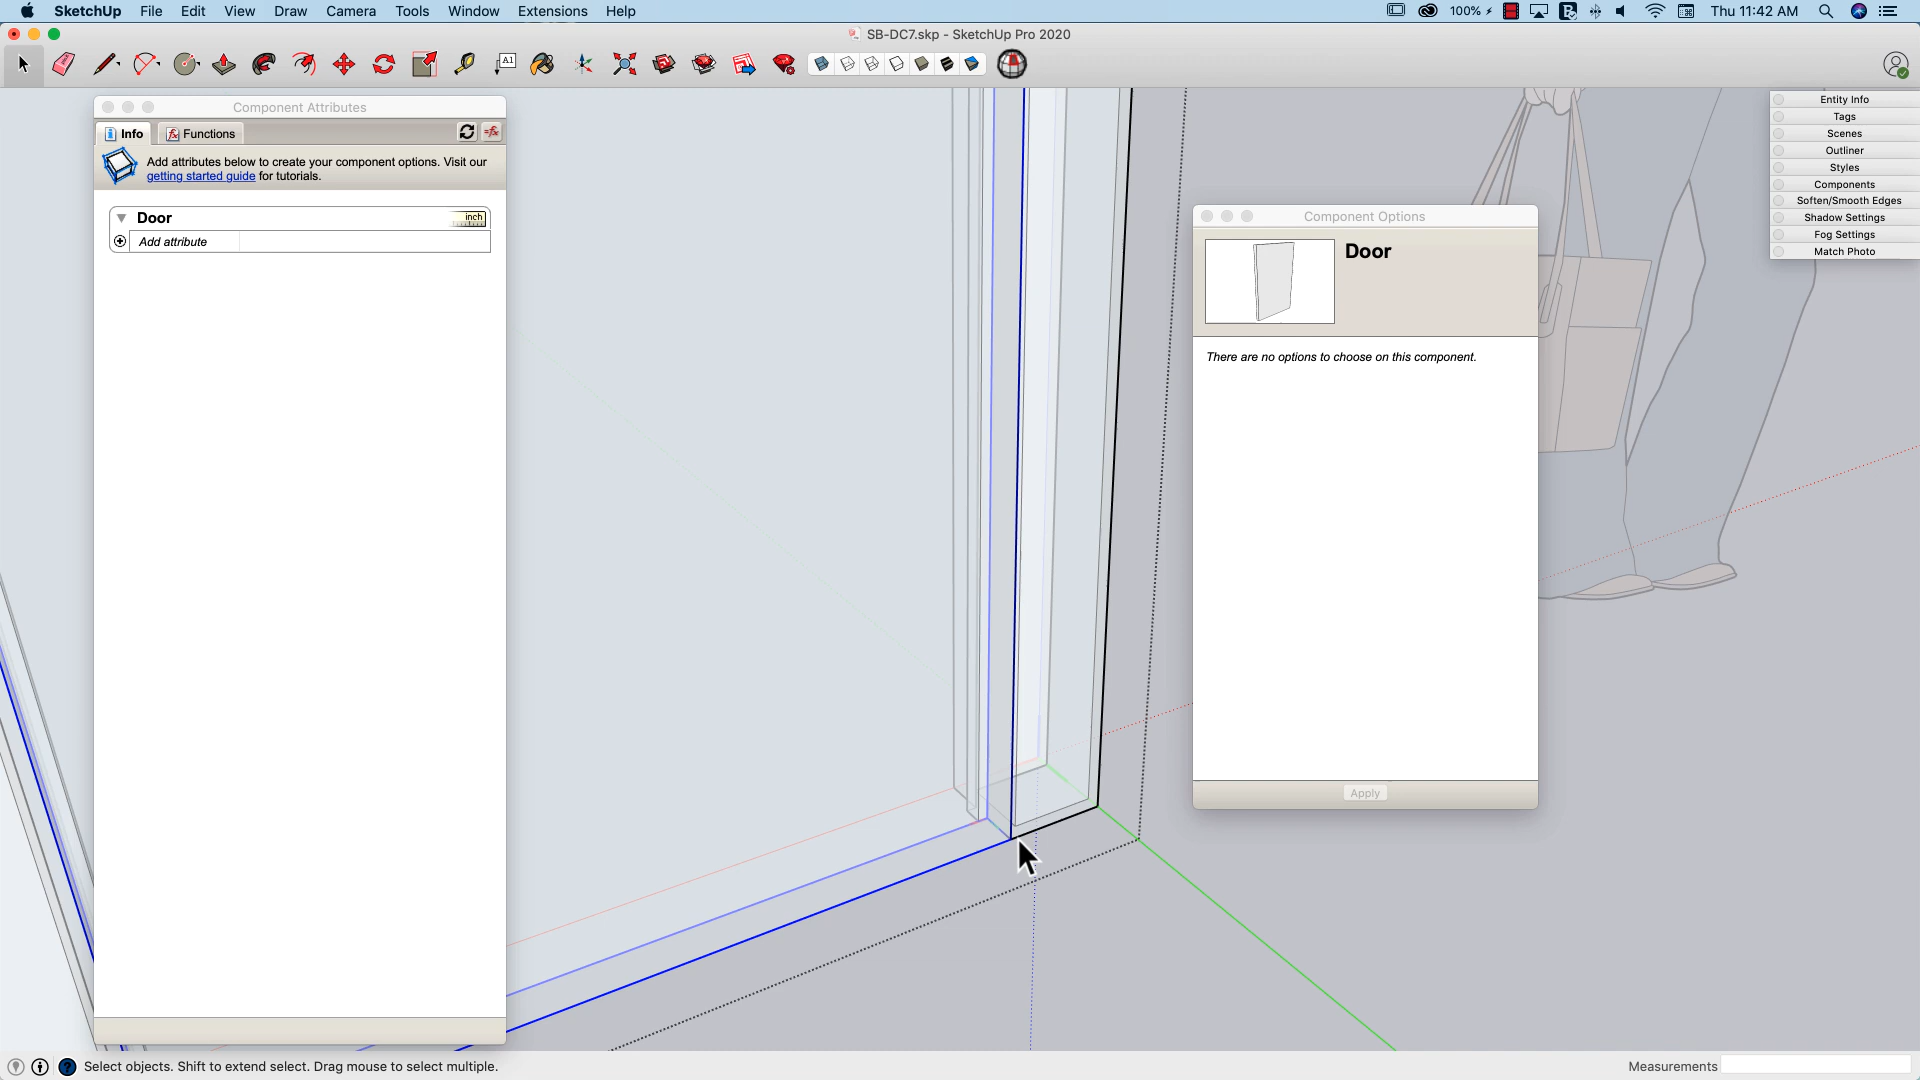 SketchUp File Edit View Draw Camera Tools Window Extensions Help 100% Thu 11:42 AM
SB-DC7.skp - SketchUp Pro 2020
A1
Component Attributes
Info Functions
Add attributes below to create your component options. Visit our
getting started guide for tutorials.
Door inch
Add attribute
Entity Info
Tags
Scenes
Outliner
Styles
Components
Soften/Smooth Edges
Shadow Settings
Fog Settings
Match Photo
Component Options
Door
There are no options to choose on this component.
Apply
Select objects. Shift to extend select. Drag mouse to select multiple.
Measurements